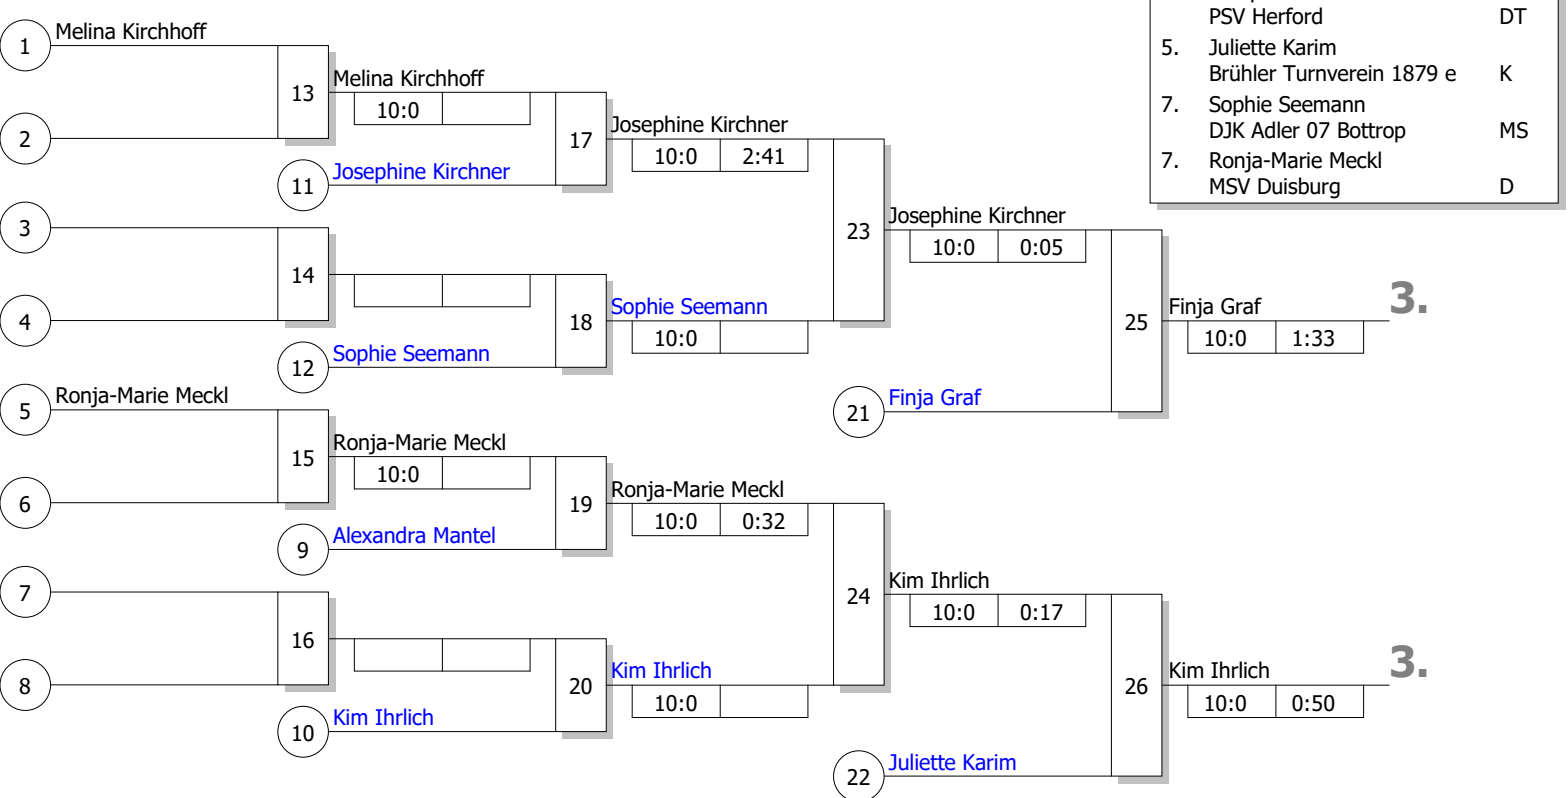 PSV Herford DT
5. Juliette Karim
Brühler Turnverein 1879 e K
7. Sophie Seemann
DJK Adler 07 Bottrop MS
7. Ronja-Marie Meckl
MSV Duisburg D
1 Melina Kirchhoff
13 Melina Kirchhoff
10:0
2
17 Josephine Kirchner
10:0 2:41
11 Josephine Kirchner
3
23 Josephine Kirchner
10:0 0:05
14
4
18 Sophie Seemann
10:0
12 Sophie Seemann
25 Finja Graf 3.
10:0 1:33
5 Ronja-Marie Meckl
21 Finja Graf
15 Ronja-Marie Meckl
10:0
6
19 Ronja-Marie Meckl
10:0 0:32
9 Alexandra Mantel
7
24 Kim Ihrlich
10:0 0:17
16
8
20 Kim Ihrlich
10:0
10 Kim Ihrlich
26 Kim Ihrlich 3.
10:0 0:50
22 Juliette Karim